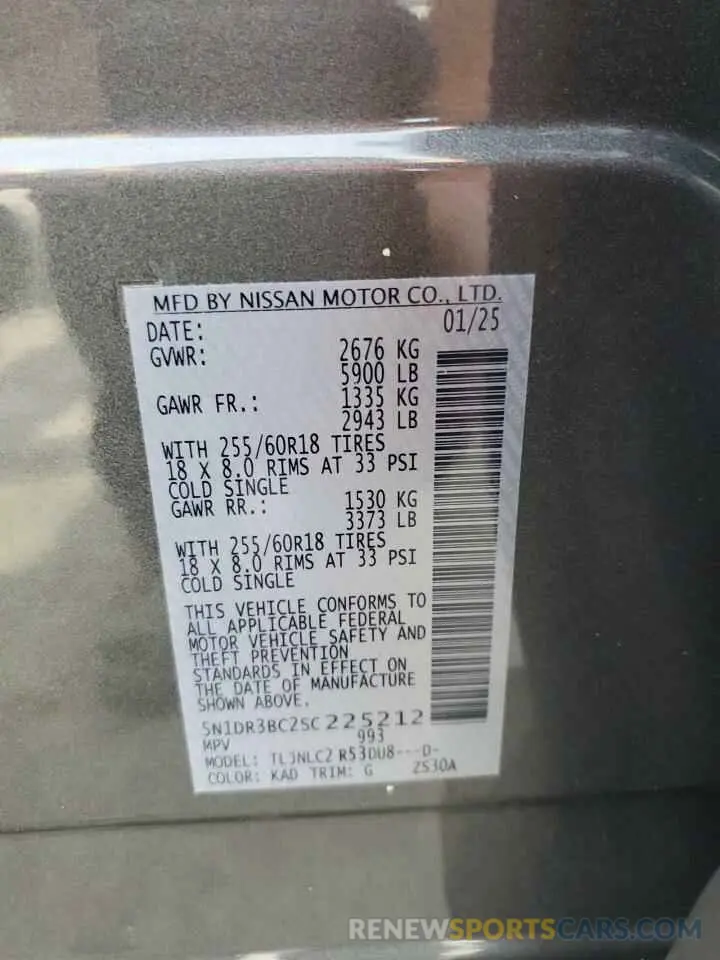 MFD BY NISSAN MOTOR CO., LTD.
DATE: 01/25
GVWR: 2676 KG
5900 LB
GAWR FR.: 1335 KG
2943 LB
WITH 255/60R18 TIRES
18 X 8.0 RIMS AT 33 PSI
COLD SINGLE
GAWR RR.: 1530 KG
3373 LB
WITH 255/60R18 TIRES
18 X 8.0 RIMS AT 33 PSI
COLD SINGLE
THIS VEHICLE CONFORMS TO
ALL APPLICABLE FEDERAL
MOTOR VEHICLE SAFETY AND
THEFT PREVENTION
STANDARDS IN EFFECT ON
THE DATE OF MANUFACTURE
SHOWN ABOVE.
5N1DR3BC2SC225212
MPV 993
MODEL: TLJNLC2 R53DU8---D-
COLOR: KAD TRIM: G 2S30A
RENEWSPORTSCARS.COM